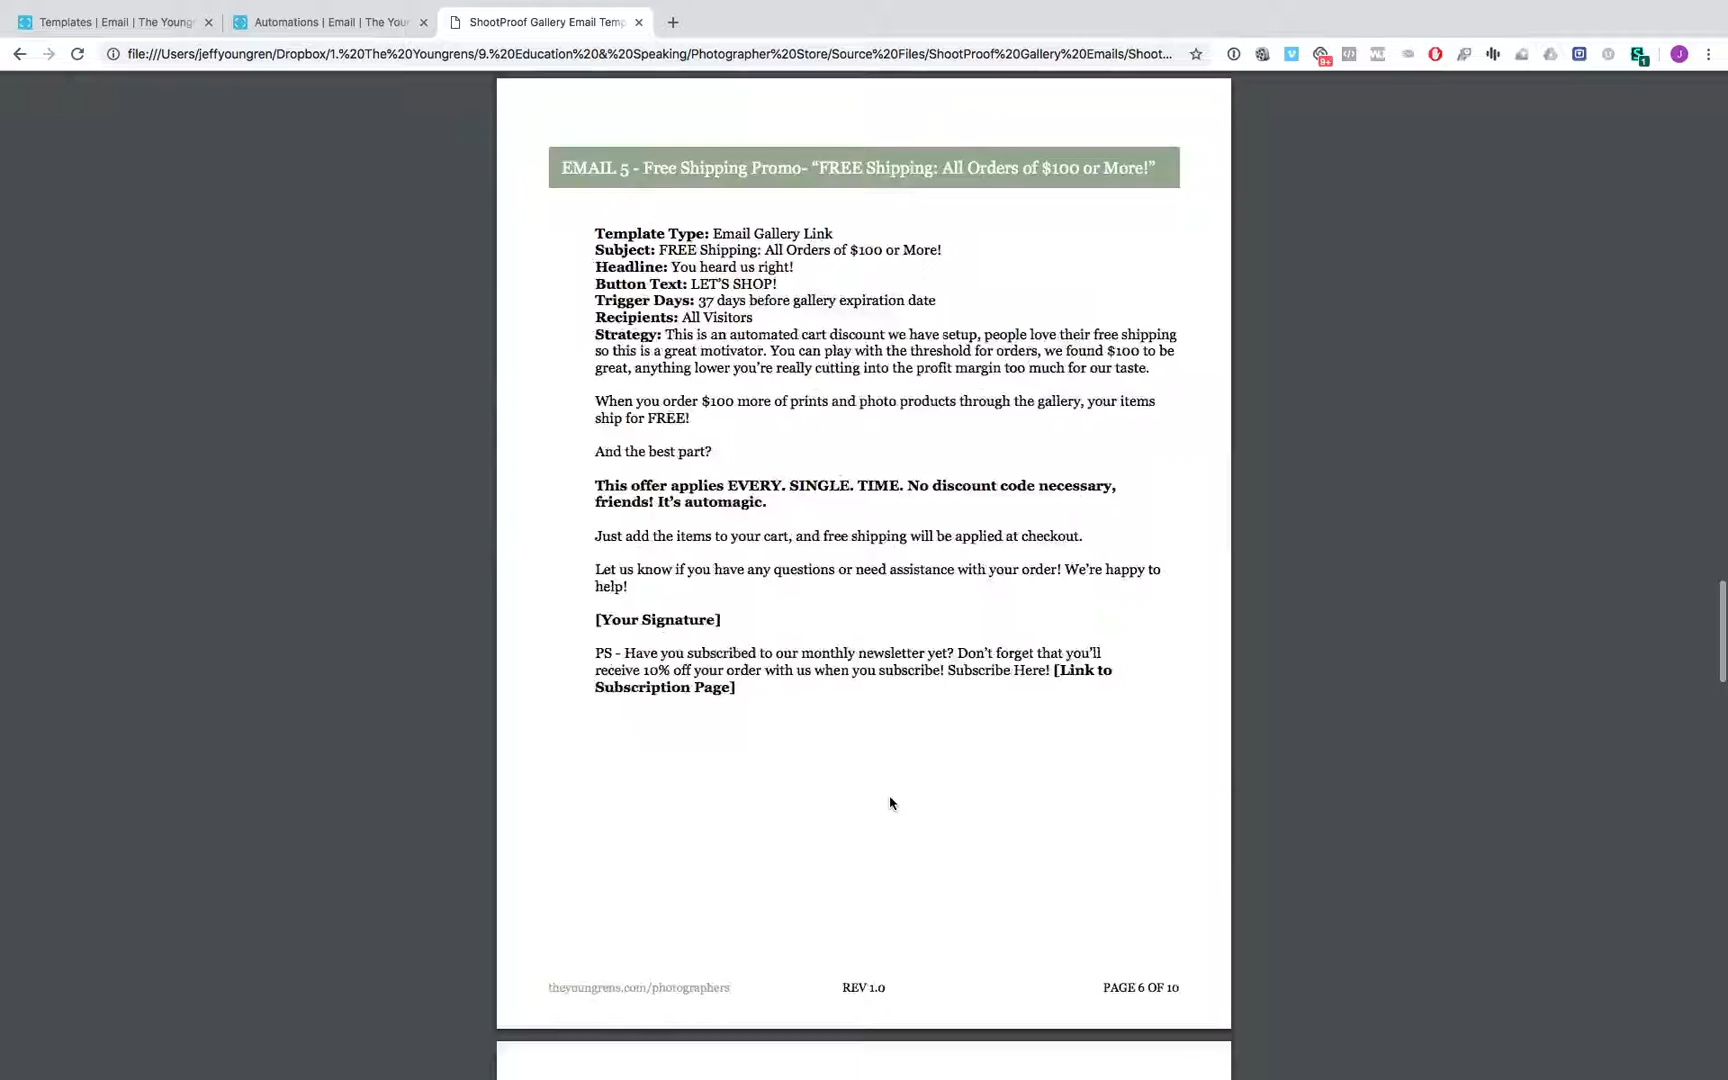 Templates | Email | The Young
Automations | Email | The You
ShootProof Gallery Email Temp
file:///Users/jeffyoungren/Dropbox/1.%20The%20Youngrens/9.%20Education%20&%20Speaking/Photographer%20Store/Source%20Files/ShootProof%20Gallery%20Emails/Shoot...
9+
1
J
EMAIL 5 - Free Shipping Promo- “FREE Shipping: All Orders of $100 or More!”
Template Type: Email Gallery Link
Subject: FREE Shipping: All Orders of $100 or More!
Headline: You heard us right!
Button Text: LET’S SHOP!
Trigger Days: 37 days before gallery expiration date
Recipients: All Visitors
Strategy: This is an automated cart discount we have setup, people love their free shipping
so this is a great motivator. You can play with the threshold for orders, we found $100 to be
great, anything lower you’re really cutting into the profit margin too much for our taste.
When you order $100 more of prints and photo products through the gallery, your items
ship for FREE!
And the best part?
This offer applies EVERY. SINGLE. TIME. No discount code necessary,
friends! It’s automagic.
Just add the items to your cart, and free shipping will be applied at checkout.
Let us know if you have any questions or need assistance with your order! We’re happy to
help!
[Your Signature]
PS - Have you subscribed to our monthly newsletter yet? Don’t forget that you’ll
receive 10% off your order with us when you subscribe! Subscribe Here! [Link to
Subscription Page]
theyoungrens.com/photographers
REV 1.0
PAGE 6 OF 10